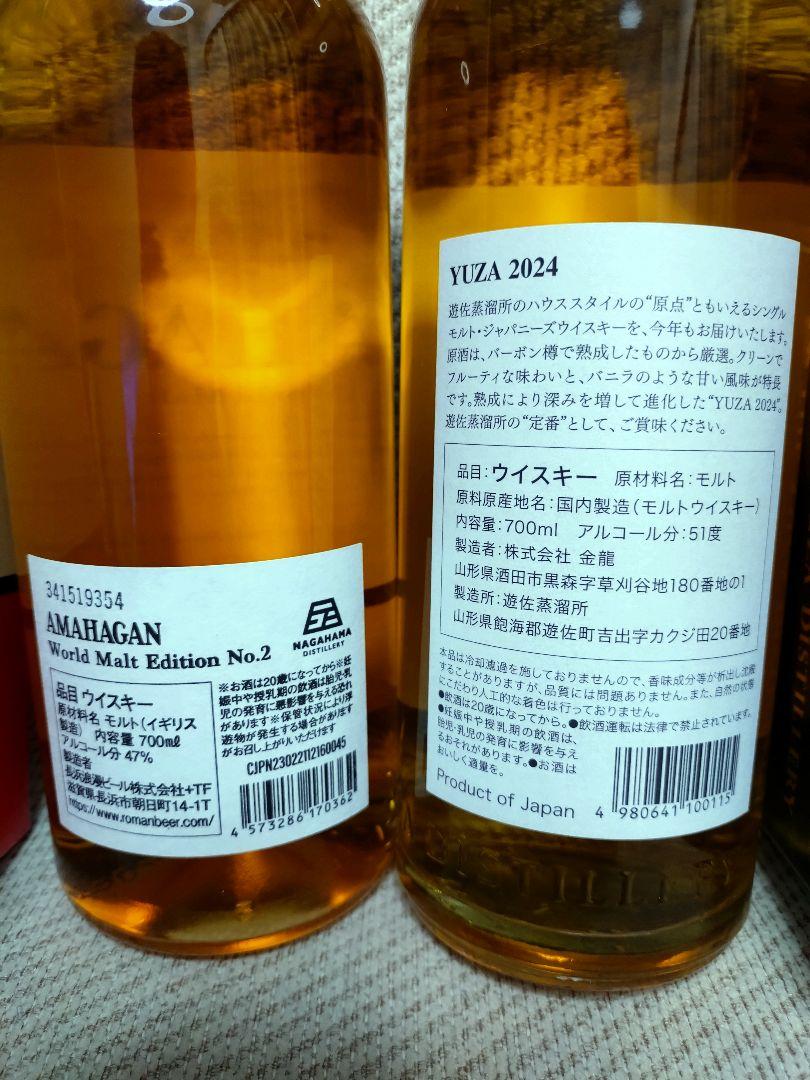 341519354
AMAHAGAN
World Malt Edition No.2
NAGAHAMA
DISTILLERY
品目 ウイスキー
原材料名 モルト(イギリス
製造) 内容量 700ml
アルコール分 47%
製造者
長浜浪漫ビール株式会社+TF
滋賀県長浜市朝日町14-1T
https://www.romanbeer.com/
※お酒は20歳になってから※妊
娠中や授乳期の飲酒は胎児・乳
児の発育に悪影響を与える恐れ
があります※保管状況により浮
遊物が発生する場合がありますが
お召し上がりいただけます
CJPN23022112160045
4 573286 170362
YUZA 2024
遊佐蒸溜所のハウススタイルの“原点”ともいえるシングル
モルト・ジャパニーズウイスキーを、今年もお届けいたします。
原酒は、バーボン樽で熟成したものから厳選。クリーンで
フルーティな味わいと、バニラのような甘い風味が特長
です。熟成により深みを増して進化した“YUZA 2024”。
遊佐蒸溜所の“定番”として、ご賞味ください。
品目:ウイスキー 原材料名:モルト
原料原産地名:国内製造(モルトウイスキー)
内容量:700ml アルコール分:51度
製造者:株式会社 金龍
山形県酒田市黒森字草刈谷地180番地の1
製造所:遊佐蒸溜所
山形県飽海郡遊佐町吉出字カクジ田20番地
本品は冷却濾過を施しておりませんので、香味成分等が析出し沈殿
することがありますが、品質には問題ありません。また、自然の状態
にこだわり人工的な着色は行っておりません。
●飲酒は20歳になってから。●飲酒運転は法律で禁止されています。
●妊娠中や授乳期の飲酒は、
胎児・乳児の発育に影響を与え
るおそれがあります。●お酒は
おいしく適量を。
Product of Japan
4 980641 100115